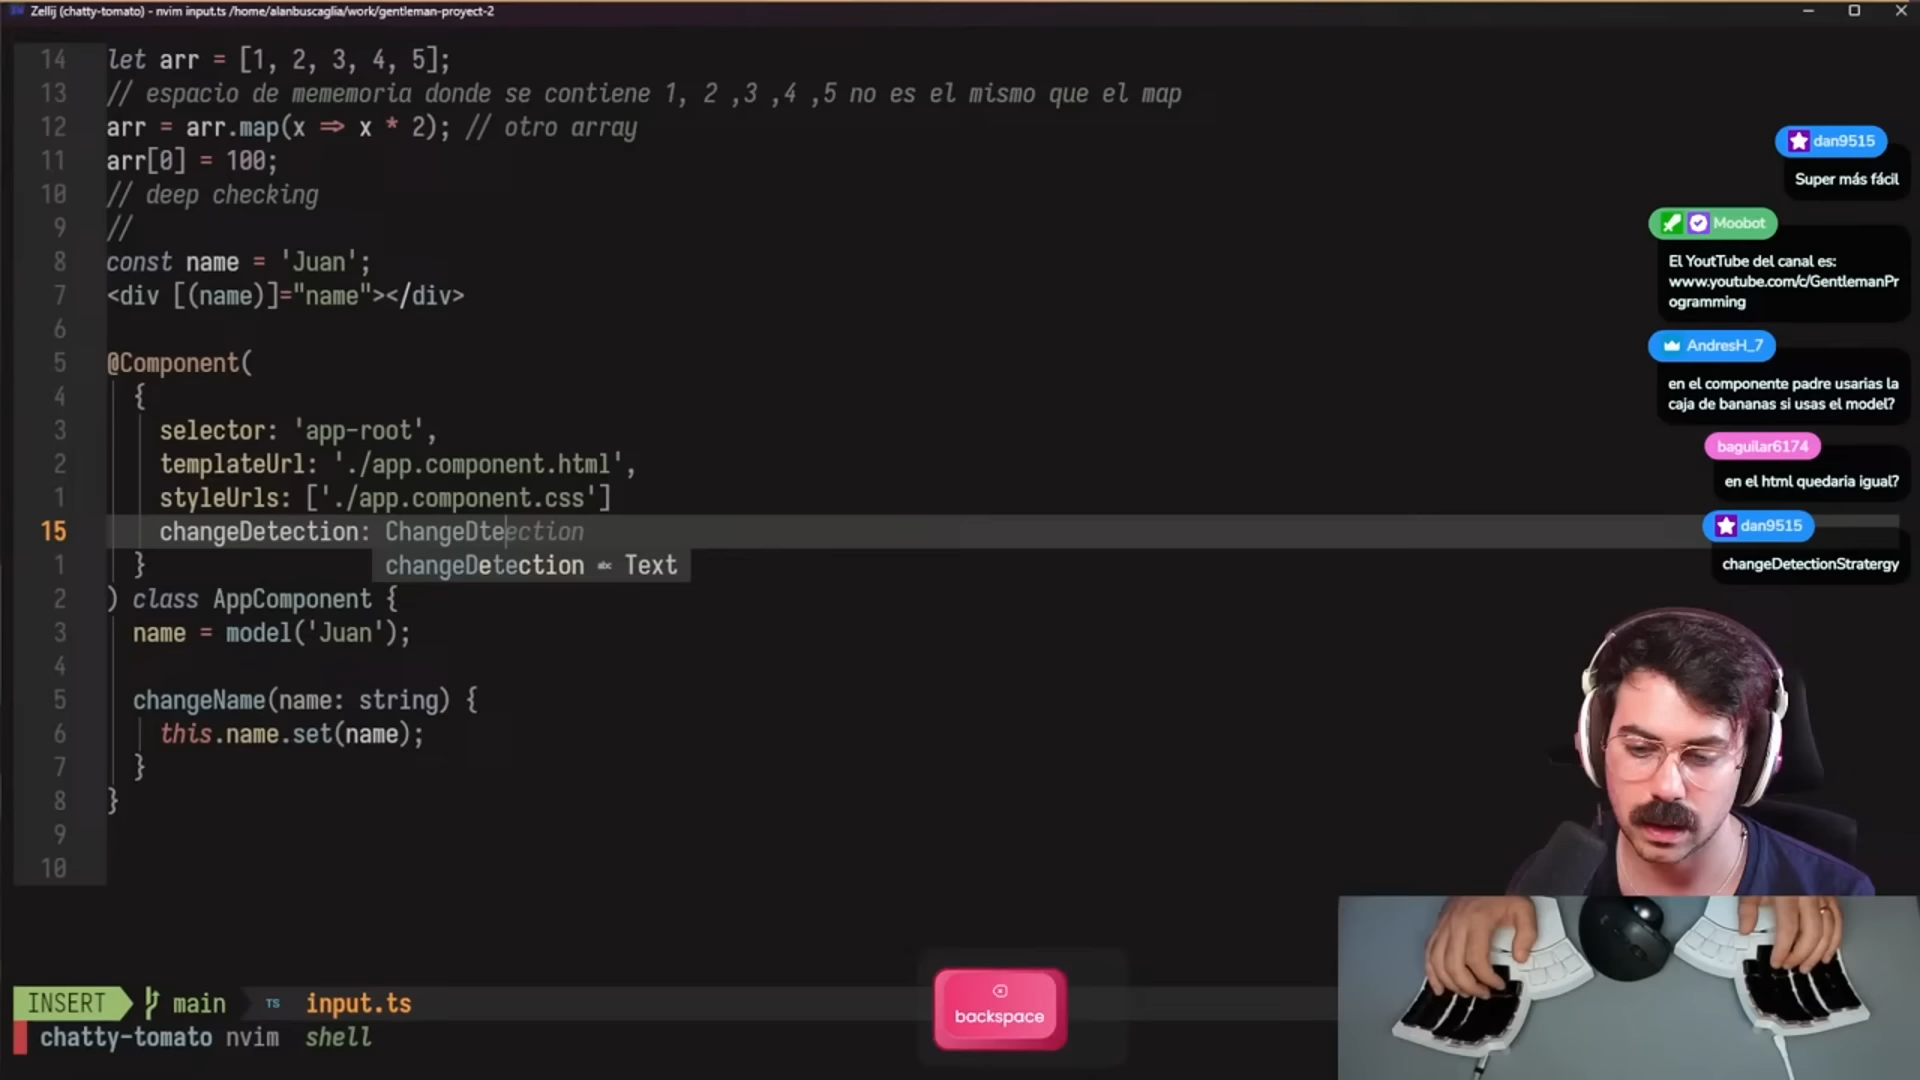 Zellij (chatty-tomato) - nvim input.ts /home/alanbuscaglia/work/gentleman-proyect-2
14 let arr = [1, 2, 3, 4, 5];
13 // espacio de mememoria donde se contiene 1, 2 ,3 ,4 ,5 no es el mismo que el map
12 arr = arr.map(x => x * 2); // otro array
11 arr[0] = 100;
10 // deep checking
9 //
8 const name = 'Juan';
7 <div [(name)]="name"></div>
6
5 @Component(
4 {
3 selector: 'app-root',
2 templateUrl: './app.component.html',
1 styleUrls: ['./app.component.css']
15 changeDetection: ChangeDteection
1 }
changeDetection abc Text
2 ) class AppComponent {
3 name = model('Juan');
4
5 changeName(name: string) {
6 this.name.set(name);
7 }
8 }
9
10
INSERT main TS input.ts
chatty-tomato nvim shell
backspace
dan9515
Super más fácil
Moobot
El YoutTube del canal es:
www.youtube.com/c/GentlemanPr
ogramming
AndresH_7
en el componente padre usarias la
caja de bananas si usas el model?
baguilar6174
en el html quedaria igual?
dan9515
changeDetectionStratergy